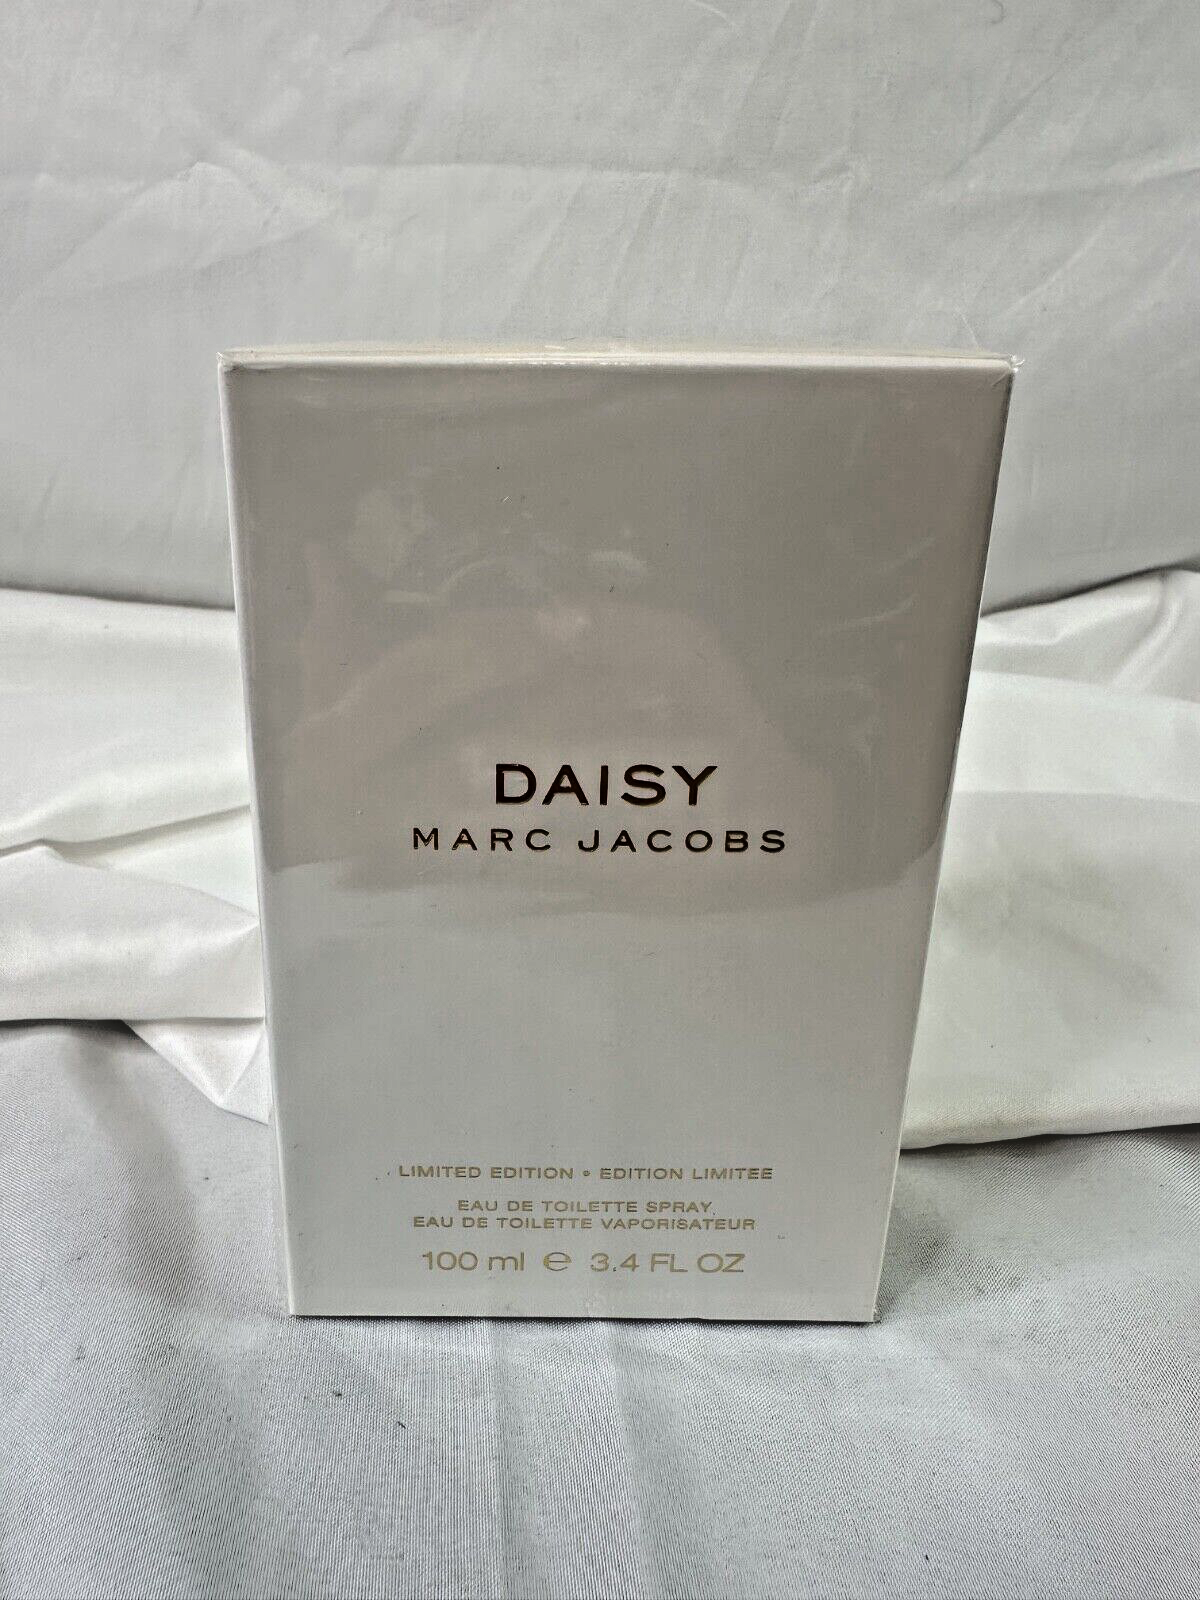 DAISY
MARC JACOBS
LIMITED EDITION • EDITION LIMITEE
EAU DE TOILETTE SPRAY
EAU DE TOILETTE VAPORISATEUR
100 ml ℮ 3.4 FL OZ